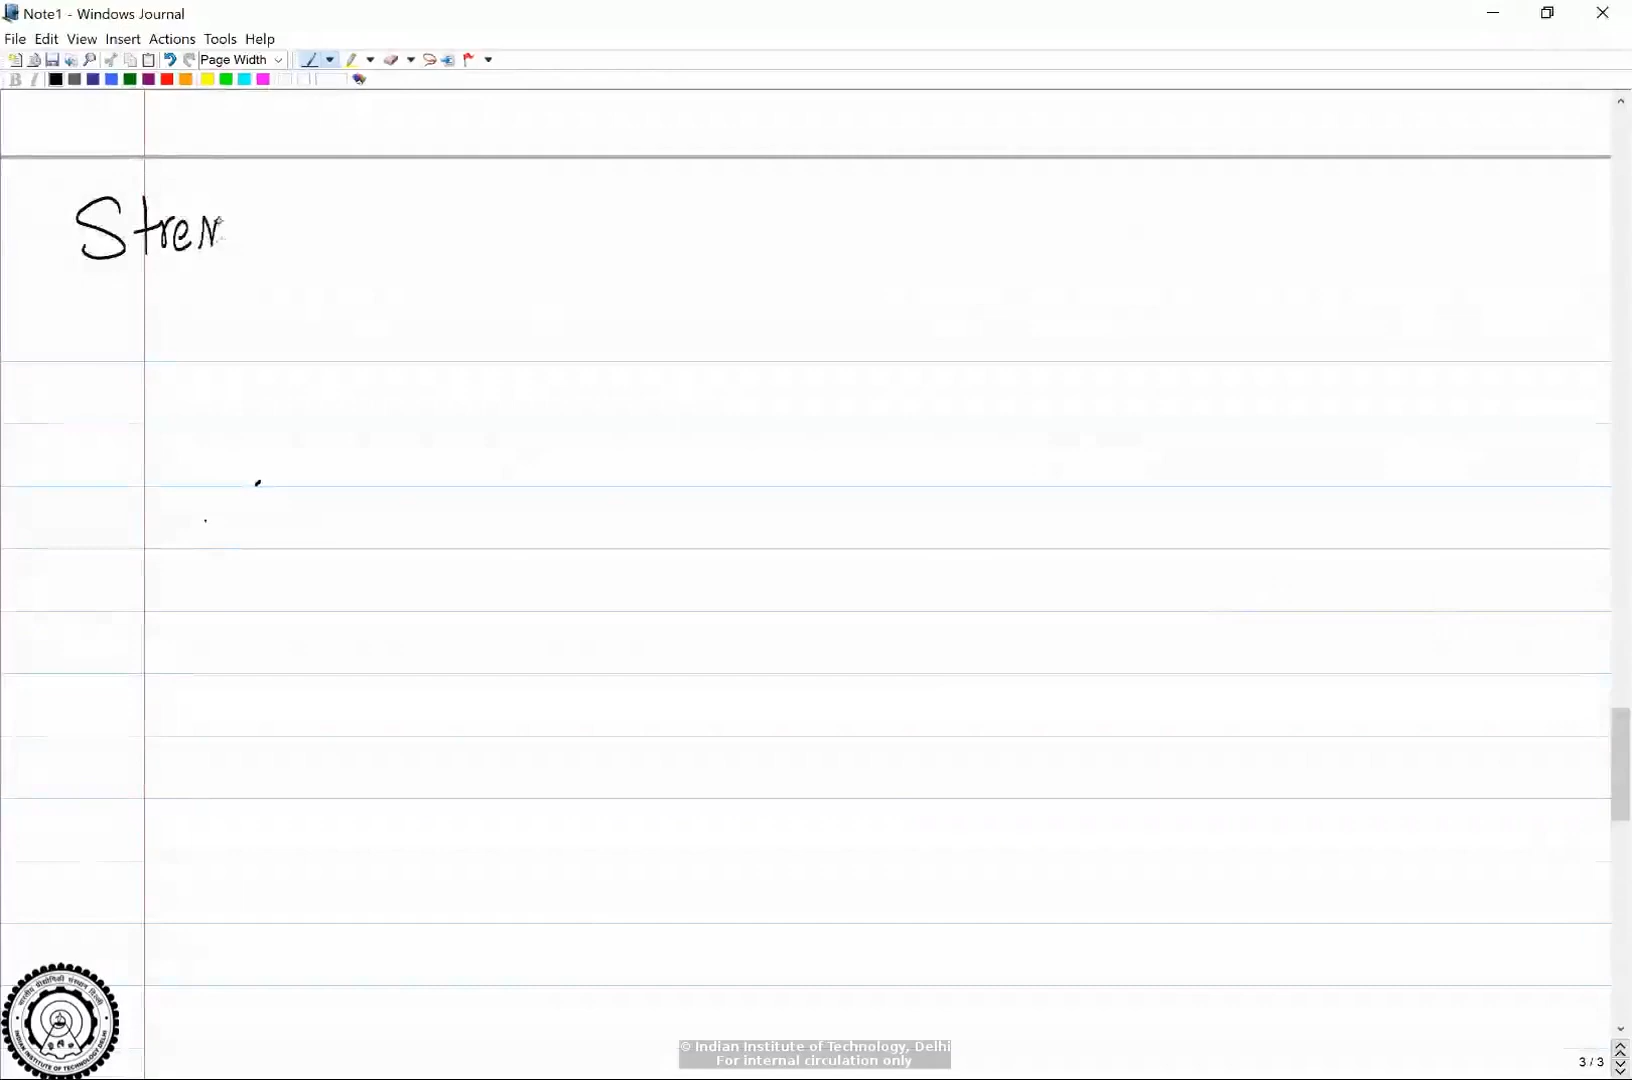 Note1 - Windows Journal
File Edit View Insert Actions Tools Help
Page Width
B I
Stren
© Indian Institute of Technology, Delhi
For internal circulation only
3 / 3